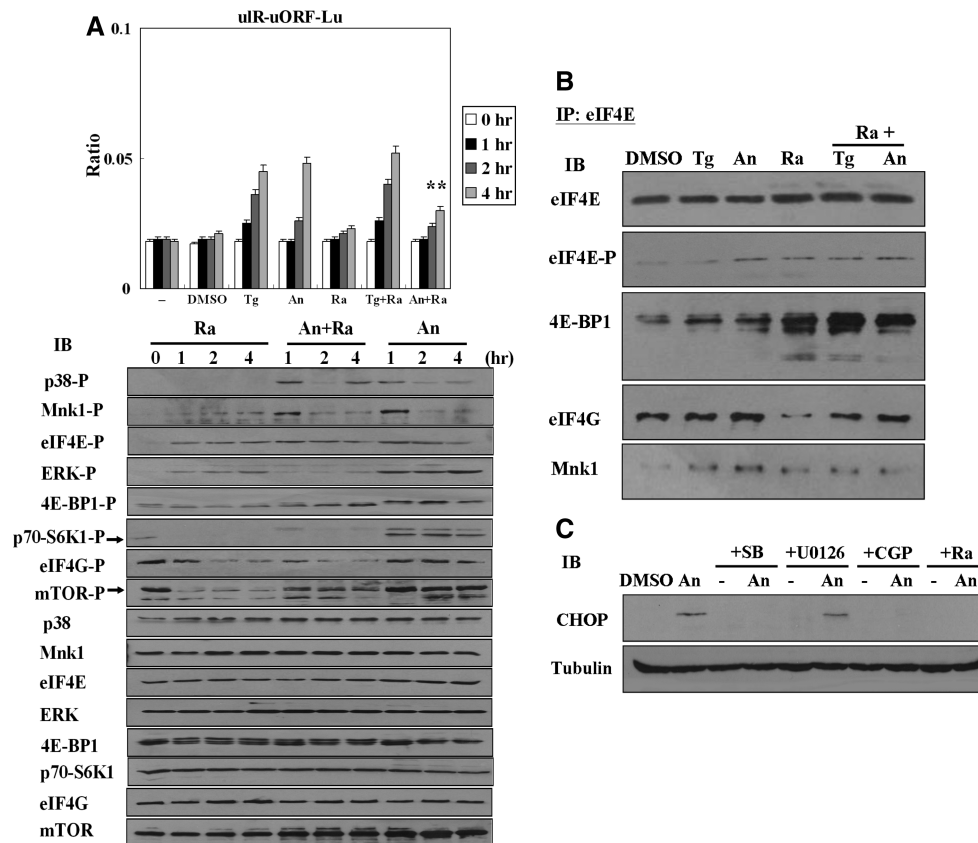 uIR-uORF-Lu
A
0.1
0.05
0
Ratio
0 hr
1 hr
2 hr
4 hr
**
– DMSO Tg An Ra Tg+Ra An+Ra
Ra An+Ra An
IB
0 1 2 4 1 2 4 1 2 4 (hr)
p38-P
Mnk1-P
eIF4E-P
ERK-P
4E-BP1-P
p70-S6K1-P
eIF4G-P
mTOR-P
p38
Mnk1
eIF4E
ERK
4E-BP1
p70-S6K1
eIF4G
mTOR
B
IP: eIF4E
Ra +
IB DMSO Tg An Ra Tg An
eIF4E
eIF4E-P
4E-BP1
eIF4G
Mnk1
C
+SB +U0126 +CGP +Ra
IB
DMSO An - An - An - An - An
CHOP
Tubulin